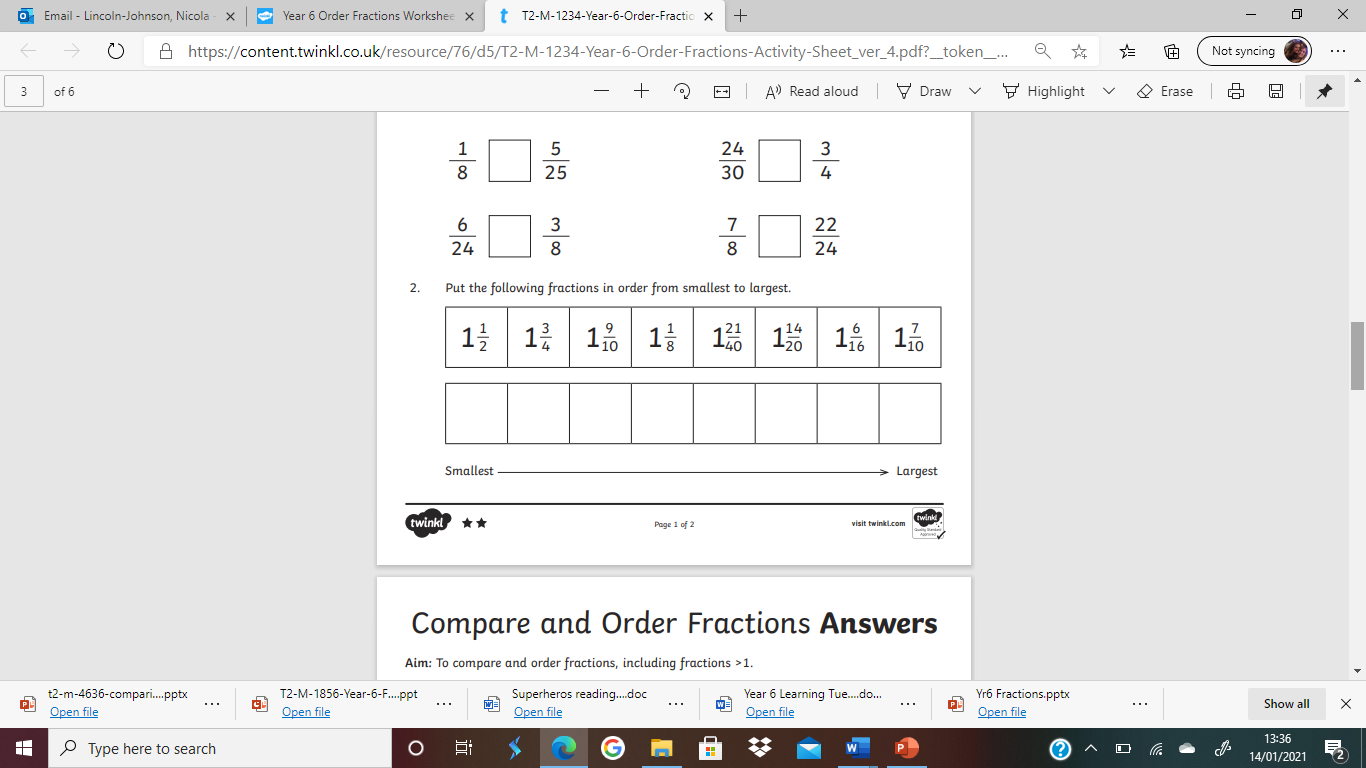 Email - Lincoln-Johnson, Nicola -
Year 6 Order Fractions Workshee
T2-M-1234-Year-6-Order-Fractio
https://content.twinkl.co.uk/resource/76/d5/T2-M-1234-Year-6-Order-Fractions-Activity-Sheet_ver_4.pdf?__token__...
Not syncing
3 of 6
Read aloud
Draw
Highlight
Erase
1/8 5/25 24/30 3/4
6/24 3/8 7/8 22/24
2. Put the following fractions in order from smallest to largest.
1 1/2 1 3/4 1 9/10 1 1/8 1 21/40 1 14/20 1 6/16 1 7/10
Smallest Largest
twinkl Page 1 of 2 visit twinkl.com twinkl
Quality Standard
Approved
Compare and Order Fractions Answers
Aim: To compare and order fractions, including fractions >1.
t2-m-4636-compari....pptx
Open file
T2-M-1856-Year-6-F....ppt
Open file
Superheros reading....doc
Open file
Year 6 Learning Tue....do...
Open file
Yr6 Fractions.pptx
Open file
Show all
Type here to search
13:36
14/01/2021
2